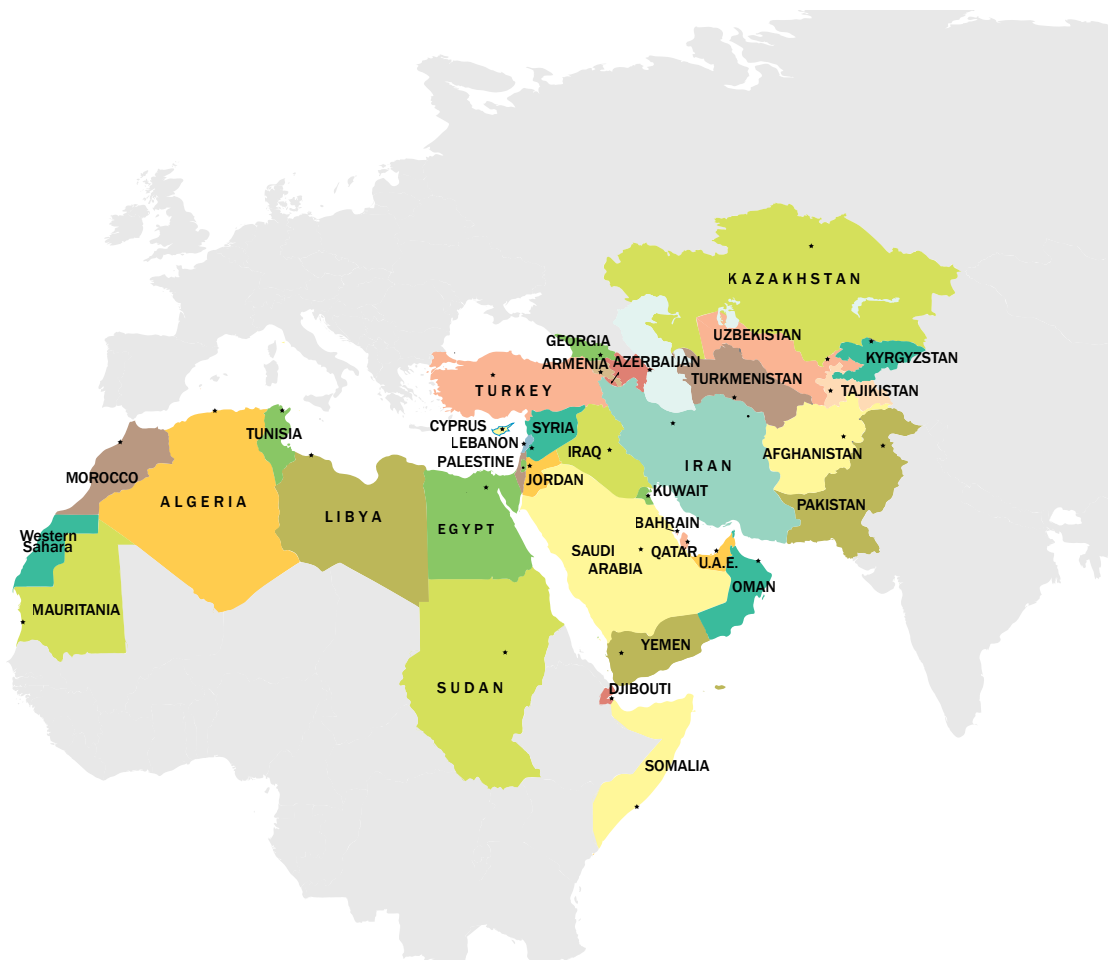 KAZAKHSTAN
UZBEKISTAN
GEORGIA
KYRGYZSTAN
ARMENIA
AZERBAIJAN
TURKMENISTAN
TURKEY
TAJIKISTAN
CYPRUS
SYRIA
TUNISIA
LEBANON
IRAQ
AFGHANISTAN
PALESTINE
IRAN
MOROCCO
JORDAN
KUWAIT
ALGERIA
PAKISTAN
LIBYA
BAHRAIN
EGYPT
Western
Sahara
SAUDI
ARABIA
QATAR
U.A.E.
OMAN
MAURITANIA
YEMEN
SUDAN
DJIBOUTI
SOMALIA